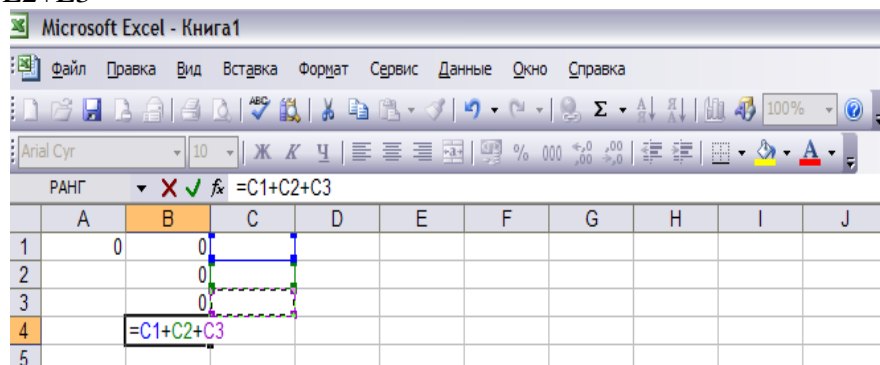 Microsoft Excel - Книга1
Файл Правка Вид Вставка Формат Сервис Данные Окно Справка
100%
Arial Cyr 10 Ж К Ч % 000
РАНГ =C1+C2+C3
A B C D E F G H I J
1 0 0
2 0
3 0
4 =C1+C2+C3
5